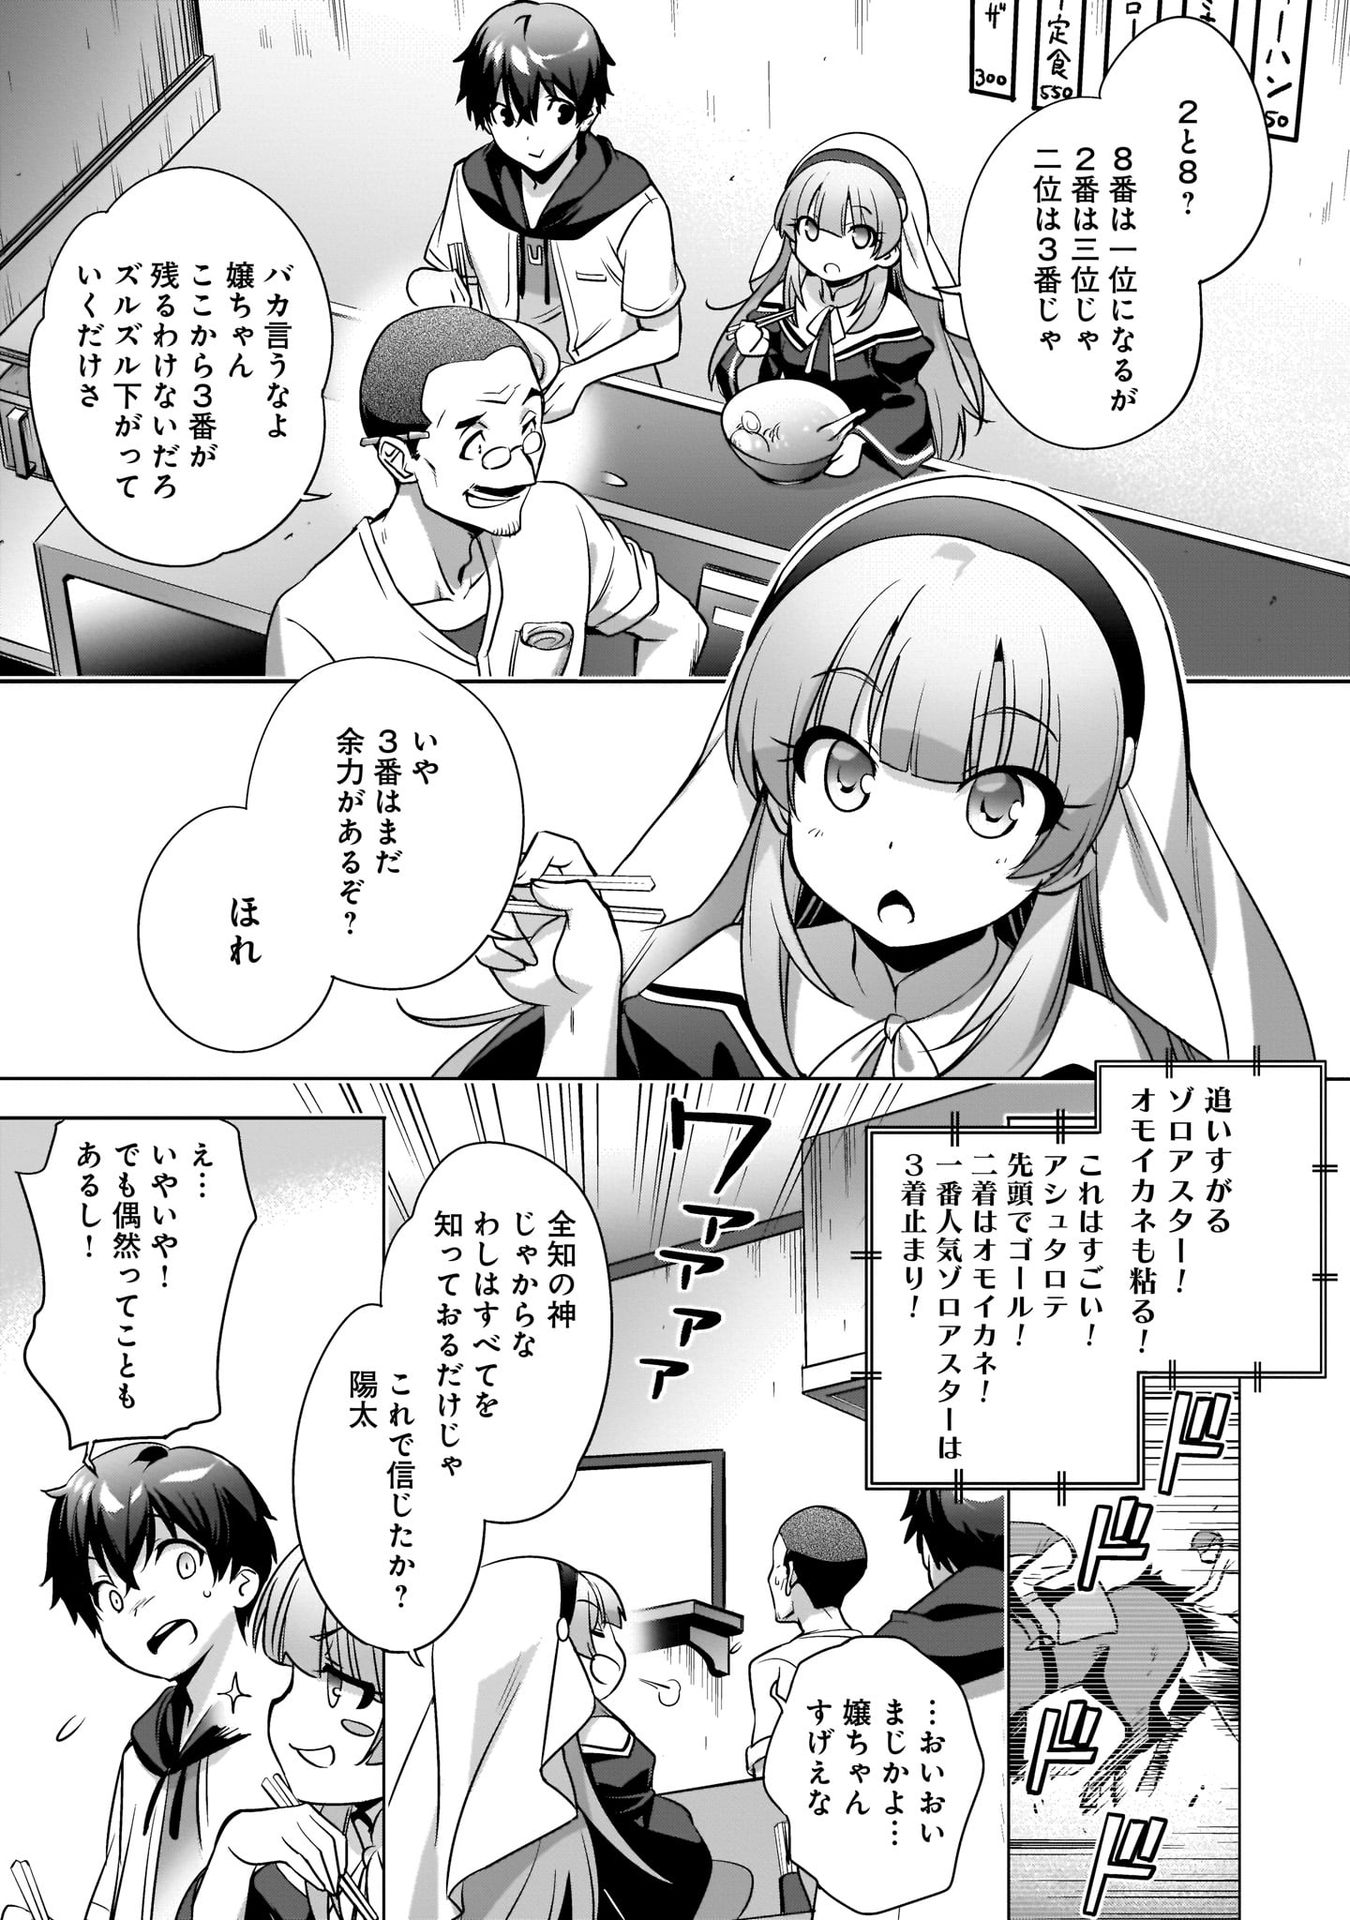 ーハン
50
ロー
ー定食
550
ザ
300
2と8?
8番は一位になるが
2番は三位じゃ
二位は3番じゃ
バカ言うなよ
嬢ちゃん
ここから3番が
残るわけないだろ
ズルズル下がって
いくだけさ
いや
3番はまだ
余力があるぞ?
ほれ
追いすがる
ゾロアスター!
オモイカネも粘る!
これはすごい!
アシュタロテ
先頭でゴール!
二着はオモイカネ!
一番人気ゾロアスターは
3着止まり!
ドド
ドド
ワァァァァ
…おいおい
まじかよ…
嬢ちゃん
すげえな
全知の神
じゃからな
わしはすべてを
知っておるだけじゃ
これで信じたか?
陽太
え…
いやいや!
でも偶然ってことも
あるし!